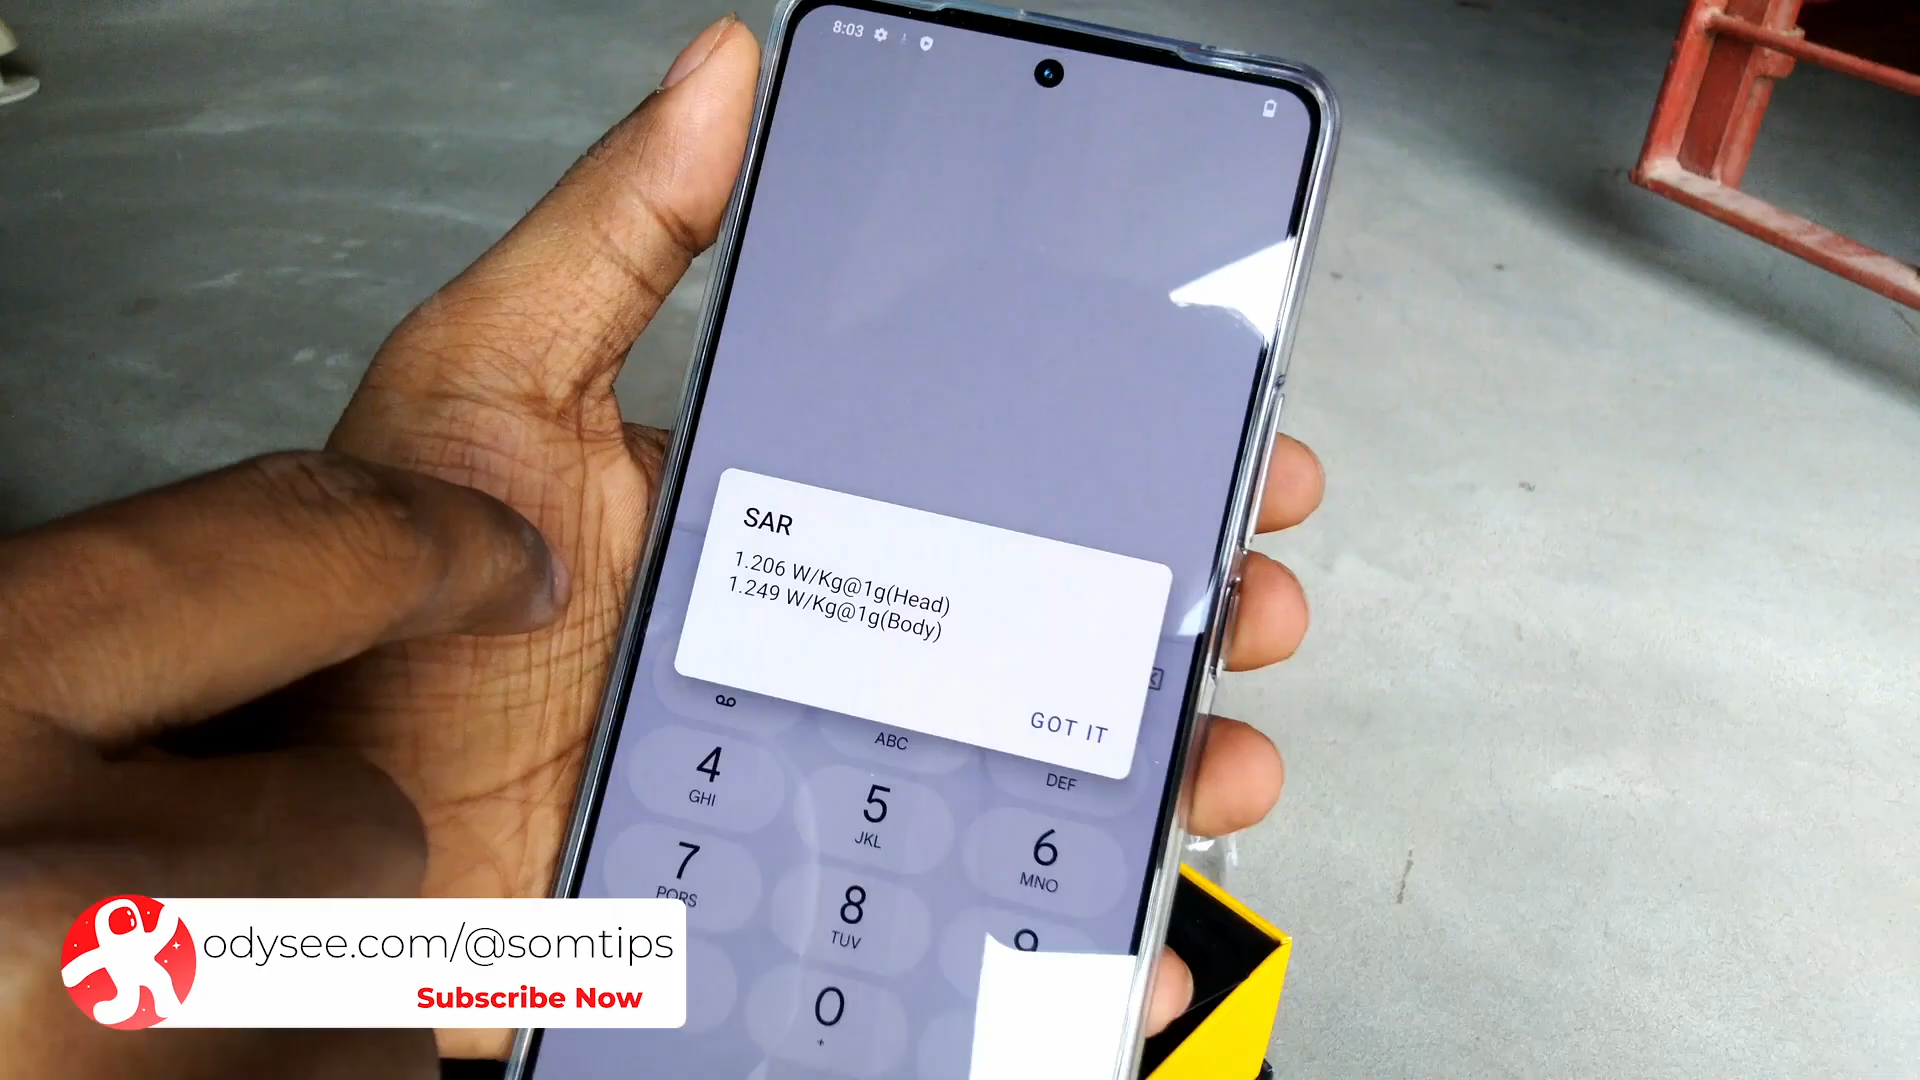 8:03
SAR
1.206 W/Kg@1g(Head)
1.249 W/Kg@1g(Body)
GOT IT
ABC
DEF
4
GHI
5
JKL
6
MNO
7
PQRS
8
TUV
9
0
+
odysee.com/@somtips
Subscribe Now